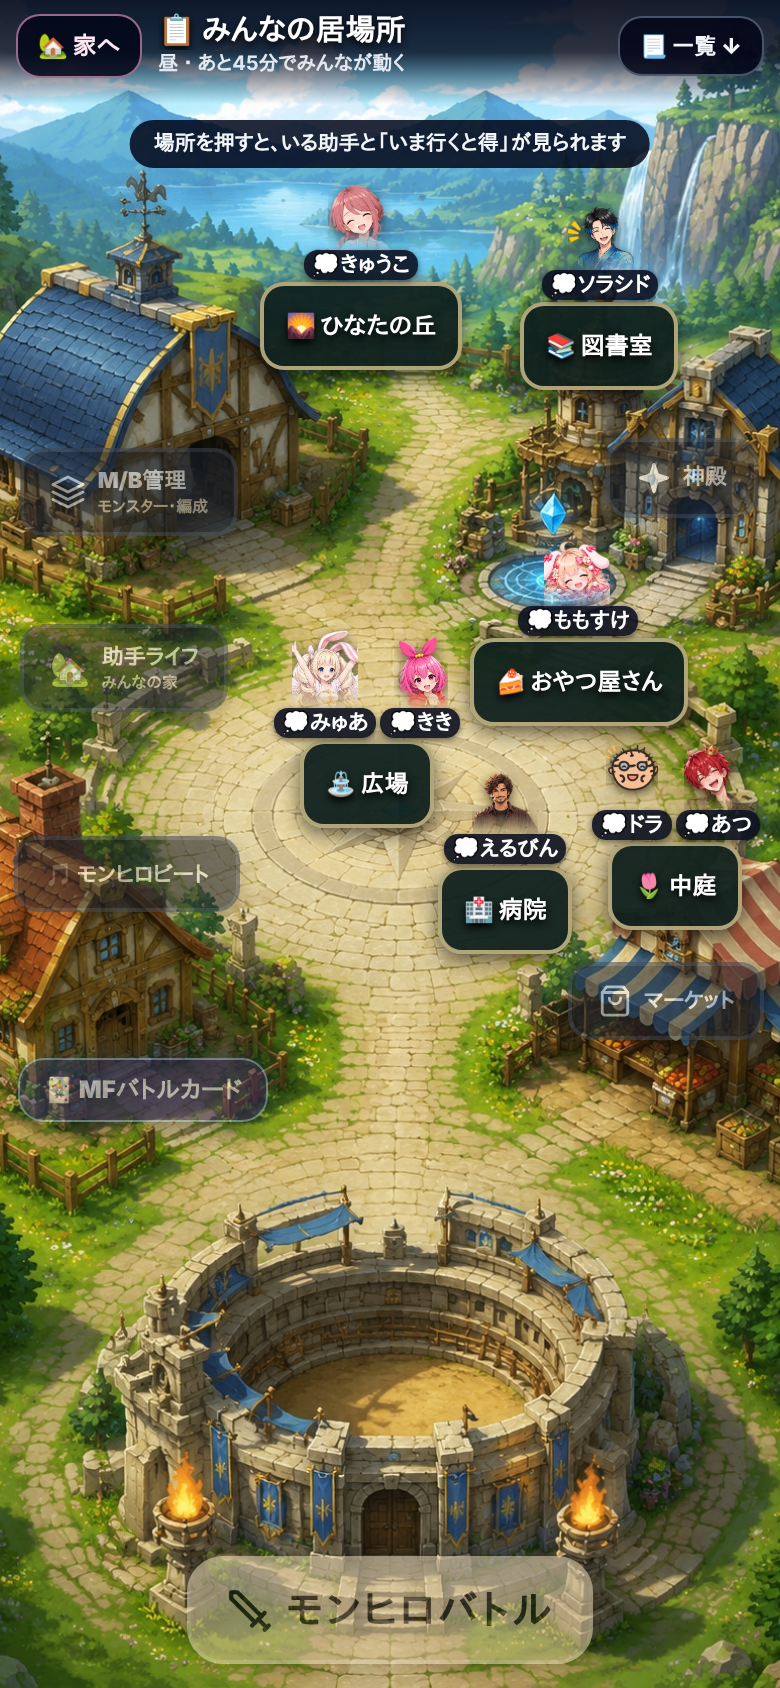 🏡 家へ
📋 みんなの居場所
昼・あと45分でみんなが動く
📃 一覧 ↓
場所を押すと、いる助手と「いま行くと得」が見られます
💭きゅうこ
🌄 ひなたの丘
💭ソラシド
📚 図書室
M/B管理
モンスター・編成
神殿
💭ももすけ
🍰 おやつ屋さん
助手ライフ
みんなの家
💭みゅあ
💭きき
⛲ 広場
💭えるびん
🏥 病院
💭ドラ
💭あつ
🌷 中庭
🎵 モンヒロビート
マーケット
🃏 MFバトルカード
モンヒロバトル